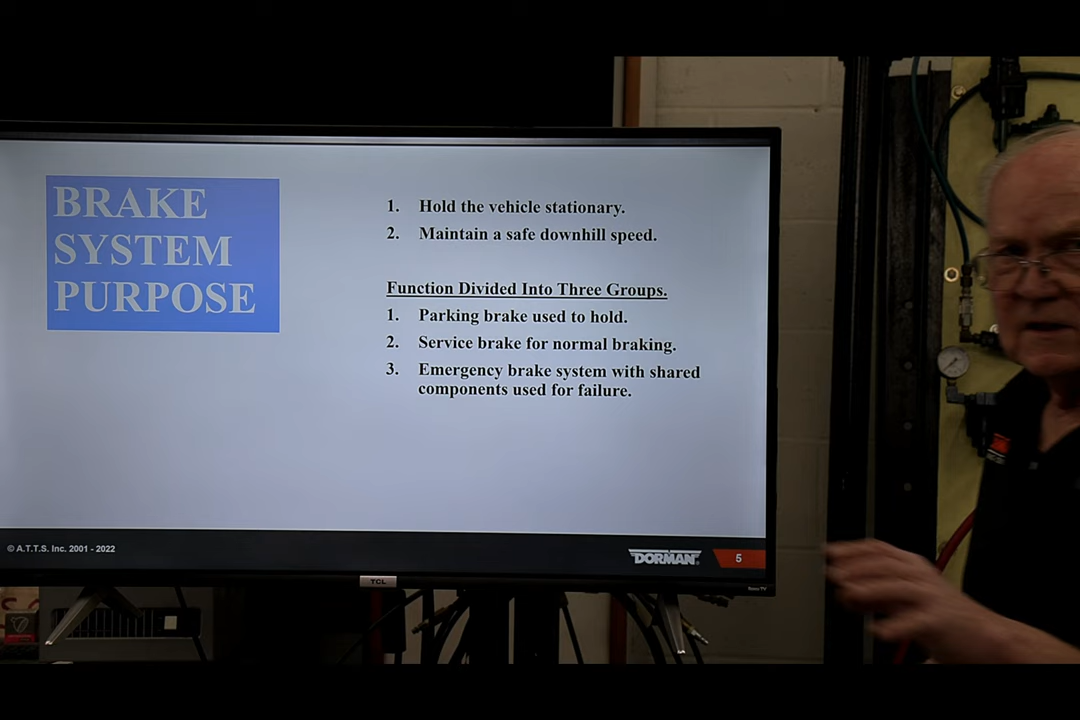 BRAKE
SYSTEM
PURPOSE
1. Hold the vehicle stationary.
2. Maintain a safe downhill speed.
Function Divided Into Three Groups.
1. Parking brake used to hold.
2. Service brake for normal braking.
3. Emergency brake system with shared
components used for failure.
© A.T.T.S. Inc. 2001 - 2022
DORMAN
5
TCL
Roku TV